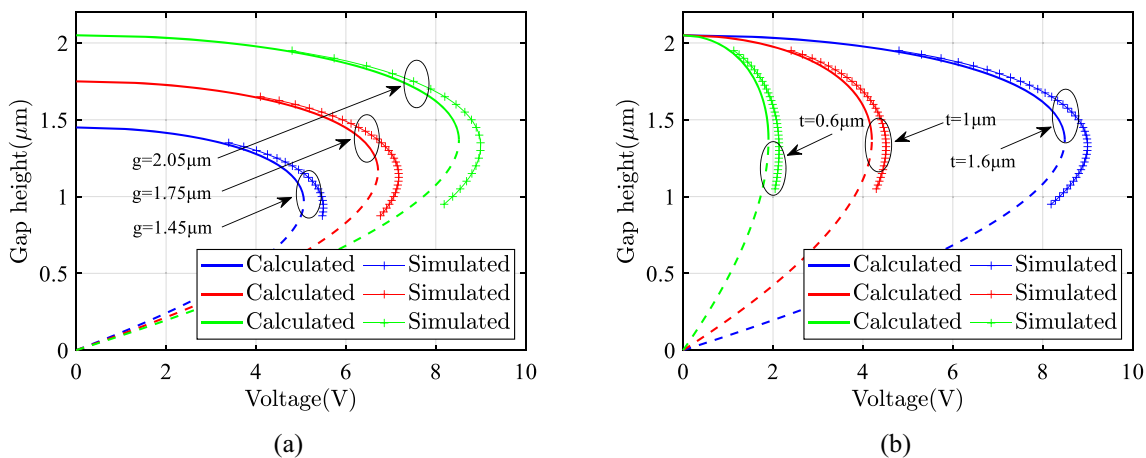 2
1.5
1
0.5
0
0
2
4
6
8
10
Gap height(μm)
Voltage(V)
g=2.05μm
g=1.75μm
g=1.45μm
Calculated Simulated
Calculated Simulated
Calculated Simulated
(a)
2
1.5
1
0.5
0
0
2
4
6
8
10
Gap height(μm)
Voltage(V)
t=0.6μm
t=1μm
t=1.6μm
Calculated Simulated
Calculated Simulated
Calculated Simulated
(b)